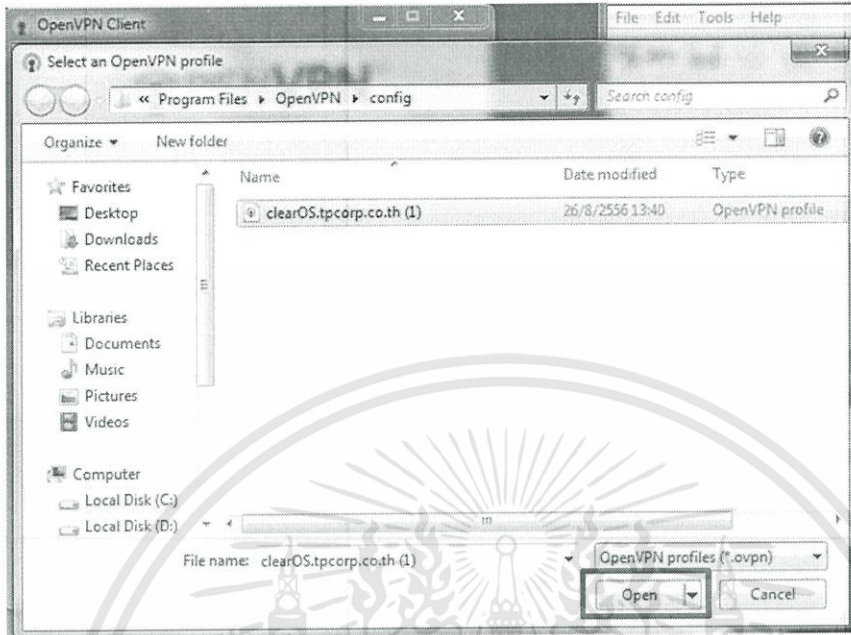 OpenVPN Client
File Edit Tools Help
Select an OpenVPN profile
« Program Files ▸ OpenVPN ▸ config
Search config
Organize ▾ New folder
Name Date modified Type
Favorites
Desktop
Downloads
Recent Places
clearOS.tpcorp.co.th (1) 26/8/2556 13:40 OpenVPN profile
Libraries
Documents
Music
Pictures
Videos
Computer
Local Disk (C:)
Local Disk (D:)
File name: clearOS.tpcorp.co.th (1) OpenVPN profiles (*.ovpn)
Open Cancel